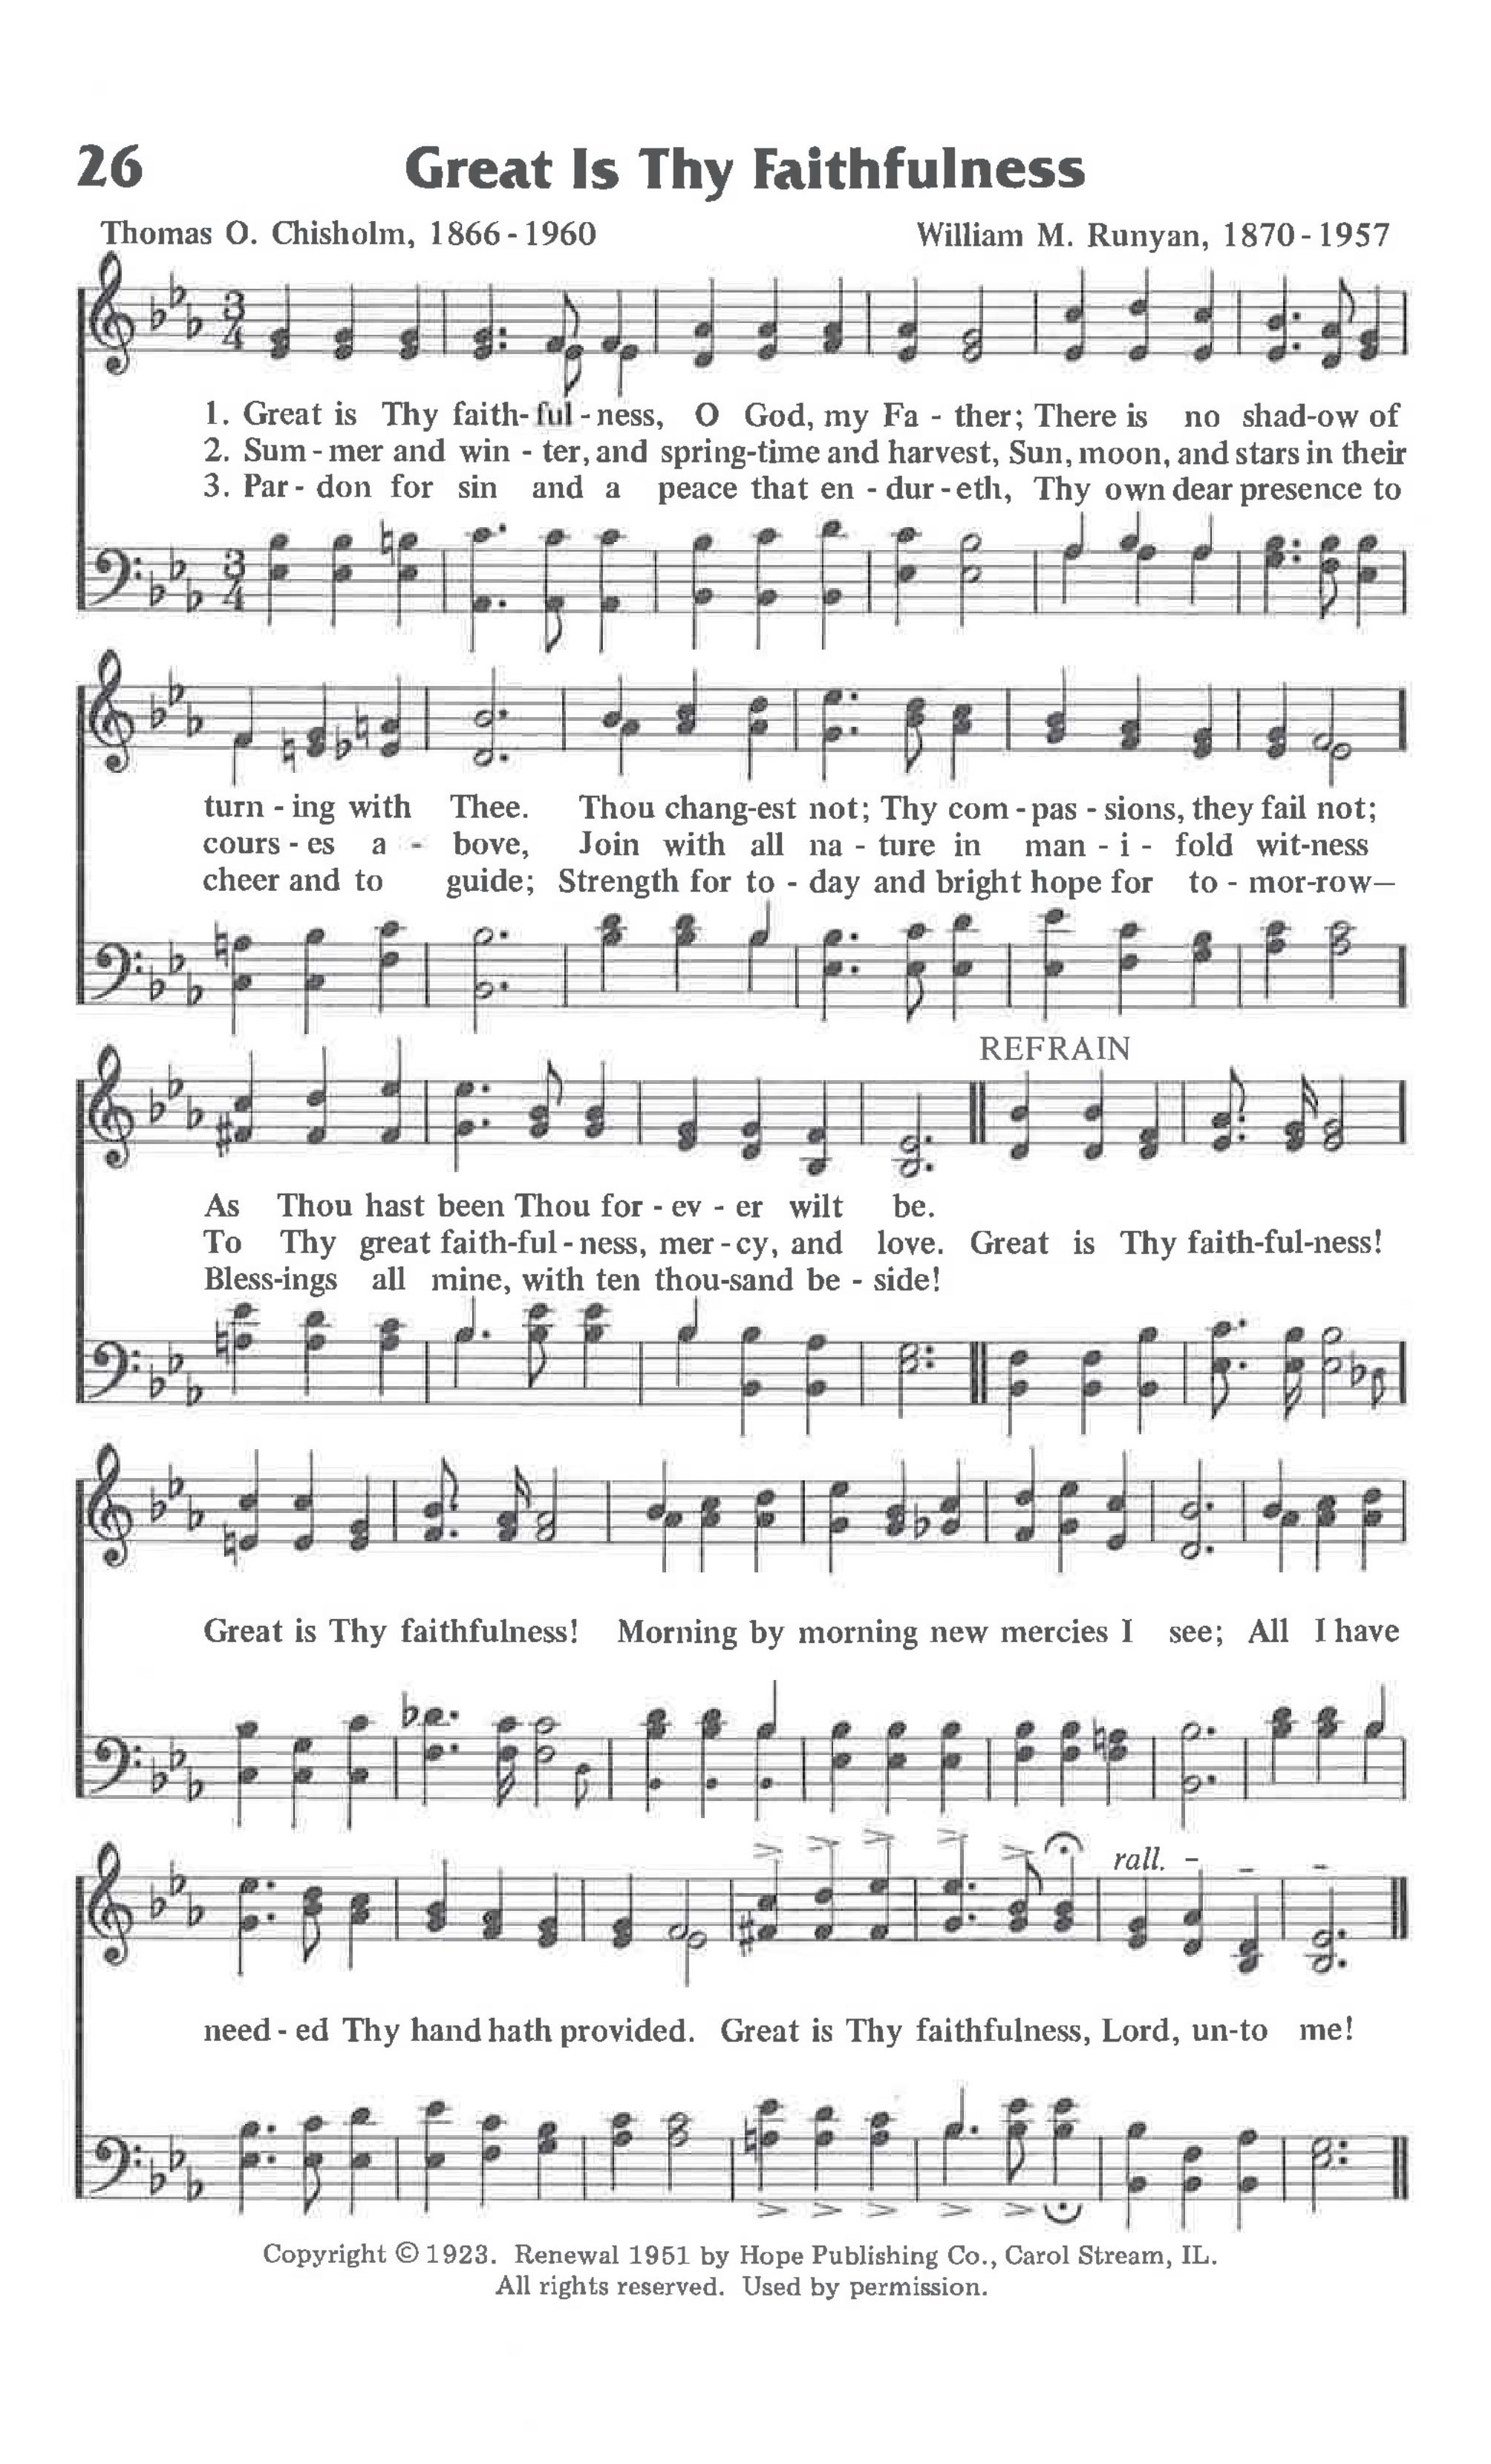 26 Great Is Thy Faithfulness
Thomas O. Chisholm, 1866-1960 William M. Runyan, 1870-1957
1. Great is Thy faith-ful-ness, O God, my Fa-ther; There is no shad-ow of
2. Sum-mer and win-ter, and spring-time and harvest, Sun, moon, and stars in their
3. Par-don for sin and a peace that en-dur-eth, Thy own dear presence to
turn-ing with Thee. Thou chang-est not; Thy com-pas-sions, they fail not;
cours-es a-bove, Join with all na-ture in man-i-fold wit-ness
cheer and to guide; Strength for to-day and bright hope for to-mor-row—
REFRAIN
As Thou hast been Thou for-ev-er wilt be.
To Thy great faith-ful-ness, mer-cy, and love. Great is Thy faith-ful-ness!
Bless-ings all mine, with ten thou-sand be-side!
Great is Thy faithfulness! Morning by morning new mercies I see; All I have
rall.
need-ed Thy hand hath provided. Great is Thy faithfulness, Lord, un-to me!
Copyright © 1923. Renewal 1951 by Hope Publishing Co., Carol Stream, IL.
All rights reserved. Used by permission.